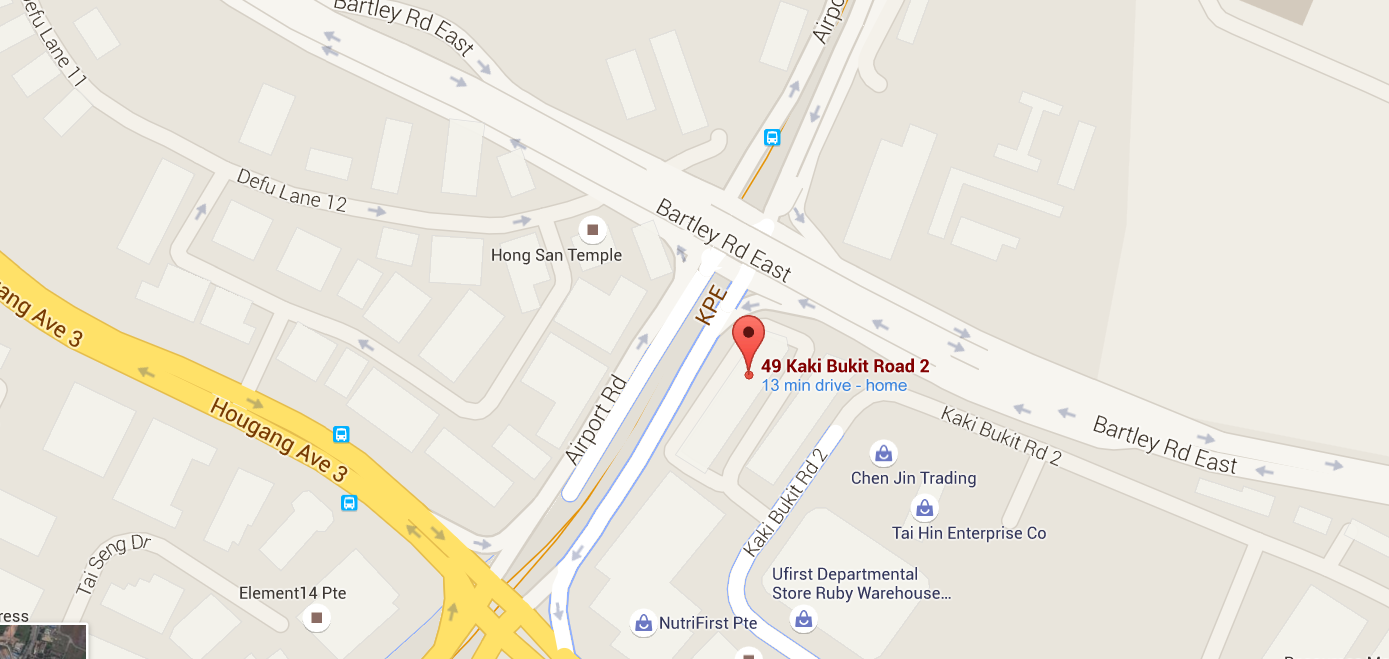 Bartley Rd East
Airpo
Defu Lane 11
Defu Lane 12
Hong San Temple
Bartley Rd East
KPE
ang Ave 3
49 Kaki Bukit Road 2
13 min drive - home
Airport Rd
Hougang Ave 3
Kaki Bukit Rd 2
Bartley Rd East
Chen Jin Trading
Kaki Bukit Rd 2
Tai Hin Enterprise Co
Tai Seng Dr
Ufirst Departmental
Store Ruby Warehouse...
Element14 Pte
NutriFirst Pte
ress